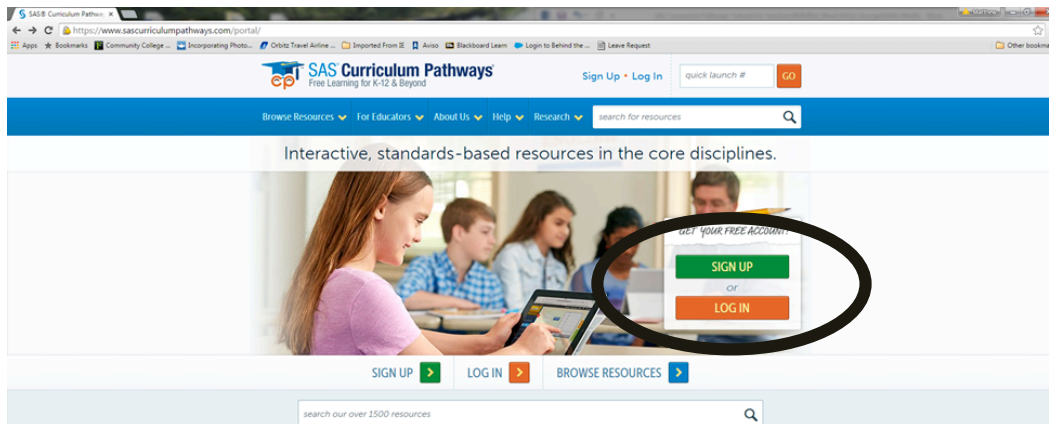 SAS® Curriculum Pathway ×
Matthew
https://www.sascurriculumpathways.com/portal/
Apps Bookmarks Community College ... Incorporating Photo... Orbitz Travel Airline ... Imported From IE Aviso Blackboard Learn Login to Behind the ... Leave Request Other bookma
cp SAS® Curriculum Pathways®
Free Learning for K-12 & Beyond
Sign Up • Log In
quick launch #
GO
Browse Resources For Educators About Us Help Research
search for resources
Interactive, standards-based resources in the core disciplines.
GET YOUR FREE ACCOUNT!
SIGN UP
or
LOG IN
SIGN UP > LOG IN > BROWSE RESOURCES >
search our over 1500 resources